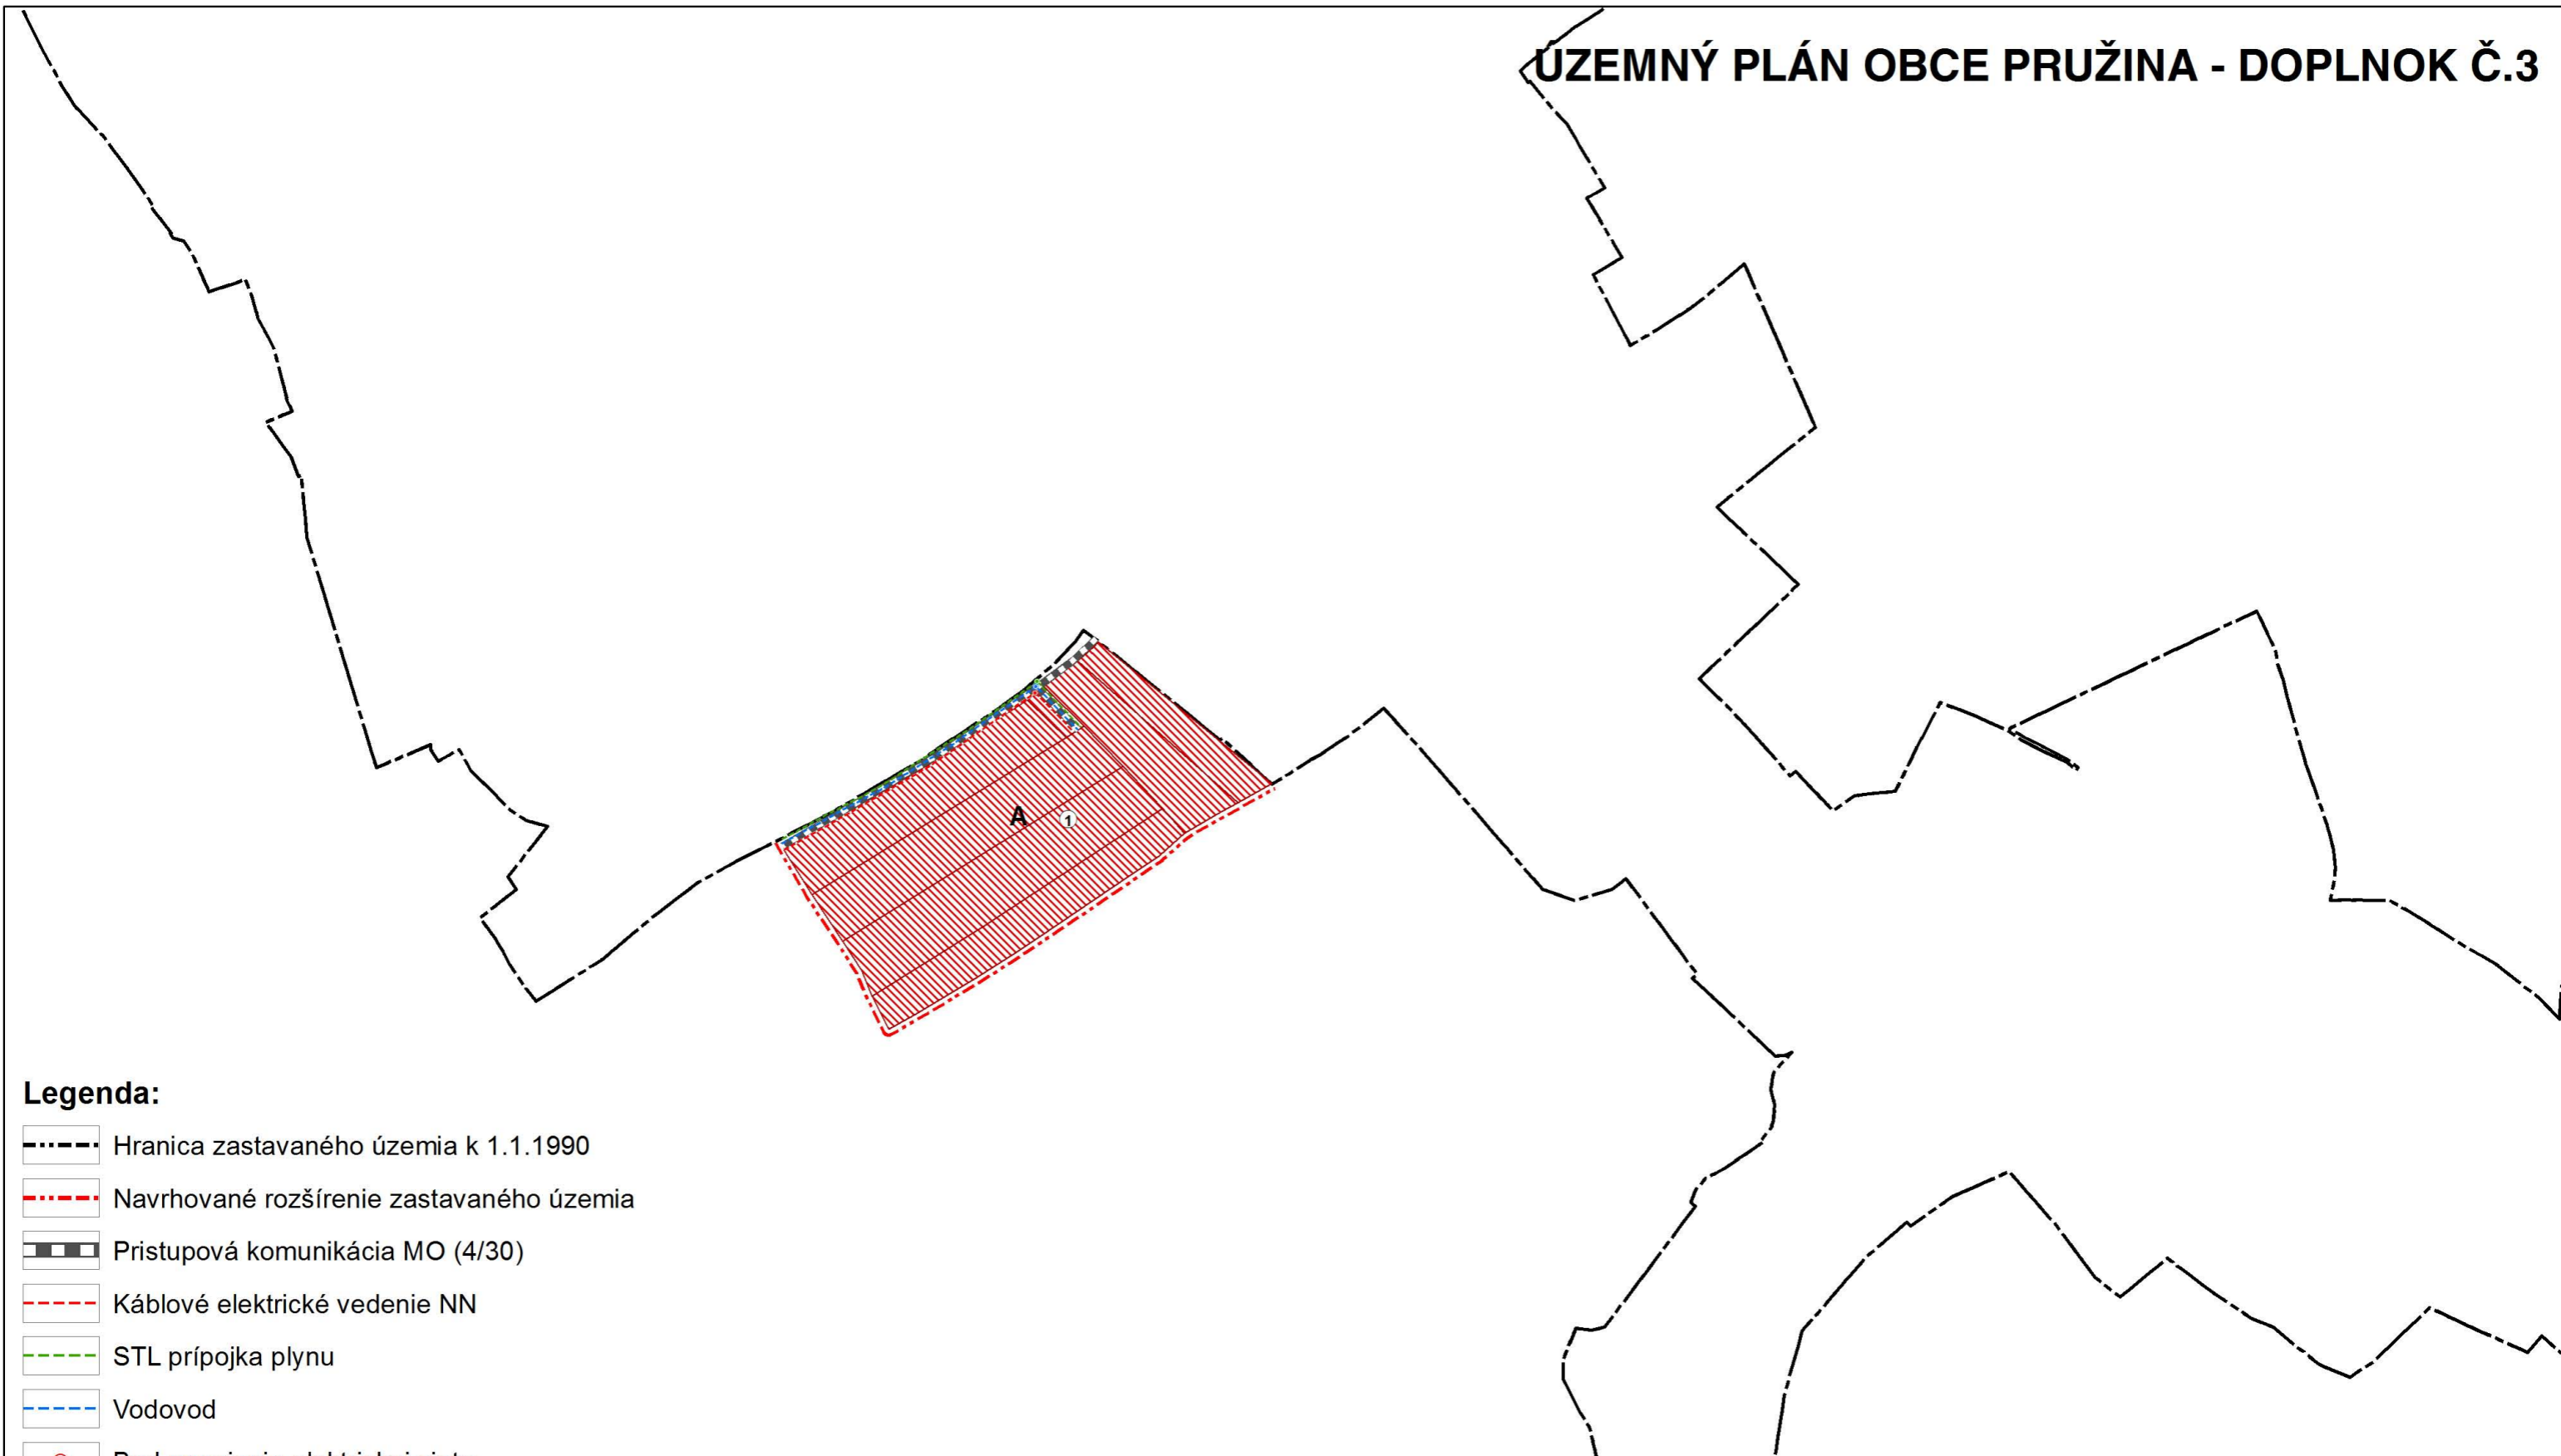 ÚZEMNÝ PLÁN OBCE PRUŽINA - DOPLNOK Č.3
A 1
Legenda:
Hranica zastavaného územia k 1.1.1990
Navrhované rozšírenie zastavaného územia
Pristupová komunikácia MO (4/30)
Káblové elektrické vedenie NN
STL prípojka plynu
Vodovod